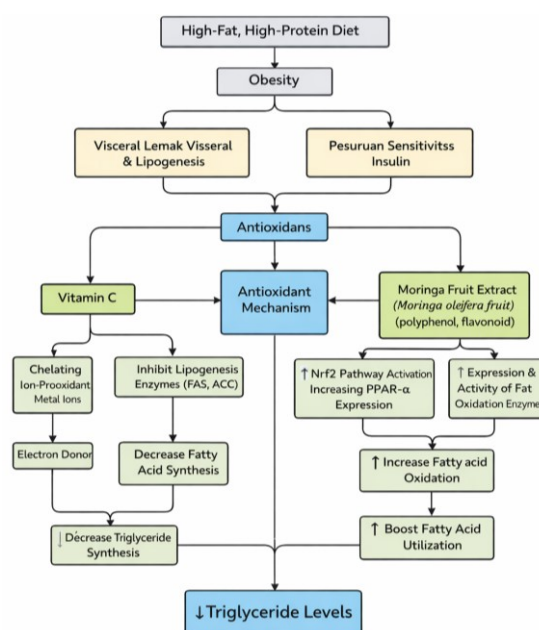 High-Fat, High-Protein Diet
Obesity
Visceral Lemak Visseral
& Lipogenesis
Pesuruan Sensitivitss
Insulin
Antioxidans
Vitamin C
Antioxidant
Mechanism
Moringa Fruit Extract
(Moringa oleifera fruit)
(polyphenol, flavonoid)
Chelating
Ion-Prooxidant
Metal Ions
Inhibit Lipogenesis
Enzymes (FAS, ACC)
↑ Nrf2 Pathway Activation
Increasing PPAR-α
Expression
↑ Expression &
Activity of Fat
Oxidation Enzyme
Electron Donor
Decrease Fatty
Acid Synthesis
↑ Increase Fatty acid
Oxidation
↓ Decrease Triglyceride
Synthesis
↑ Boost Fatty Acid
Utilization
↓Triglyceride Levels